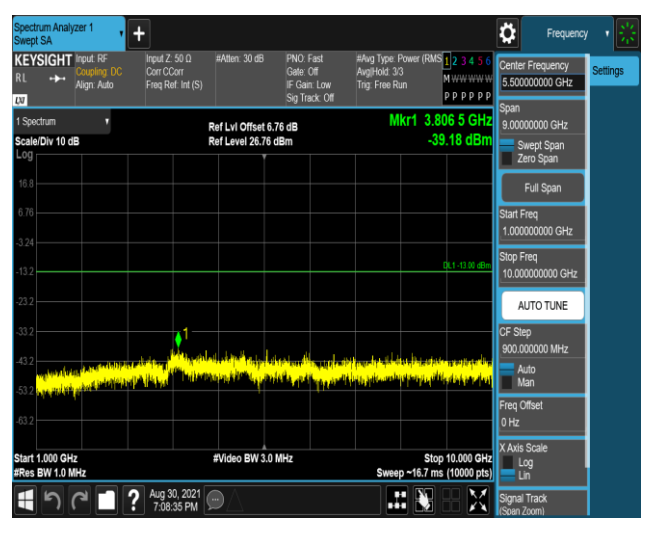 Spectrum Analyzer 1
Swept SA
+
Frequency
KEYSIGHT
RL
LXI
Input: RF
Coupling: DC
Align: Auto
Input Z: 50 Ω
Corr CCorr
Freq Ref: Int (S)
#Atten: 30 dB
PNO: Fast
Gate: Off
IF Gain: Low
Sig Track: Off
#Avg Type: Power (RMS
Avg|Hold: 3/3
Trig: Free Run
1 2 3 4 5 6
M W W W W W
P P P P P P
Center Frequency
5.500000000 GHz
Settings
Span
9.00000000 GHz
Swept Span
Zero Span
Full Span
Start Freq
1.000000000 GHz
Stop Freq
10.000000000 GHz
AUTO TUNE
CF Step
900.000000 MHz
Auto
Man
Freq Offset
0 Hz
X Axis Scale
Log
Lin
Signal Track
(Span Zoom)
1 Spectrum
Scale/Div 10 dB
Log
Ref Lvl Offset 6.76 dB
Ref Level 26.76 dBm
Mkr1 3.806 5 GHz
-39.18 dBm
16.8
6.76
-3.24
-13.2
DL1 -13.00 dBm
-23.2
-33.2
1
-43.2
-53.2
-63.2
Start 1.000 GHz
#Res BW 1.0 MHz
#Video BW 3.0 MHz
Stop 10.000 GHz
Sweep ~16.7 ms (10000 pts)
?
Aug 30, 2021
7:08:35 PM